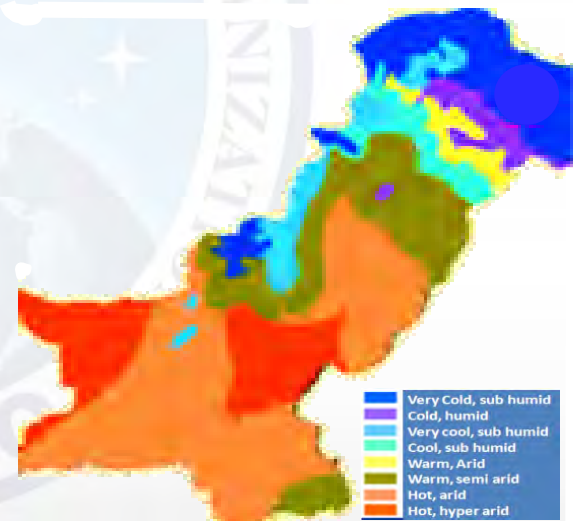 NIZAT
Very Cold, sub humid
Cold, humid
Very cool, sub humid
Cool, sub humid
Warm, Arid
Warm, semi arid
Hot, arid
Hot, hyper arid